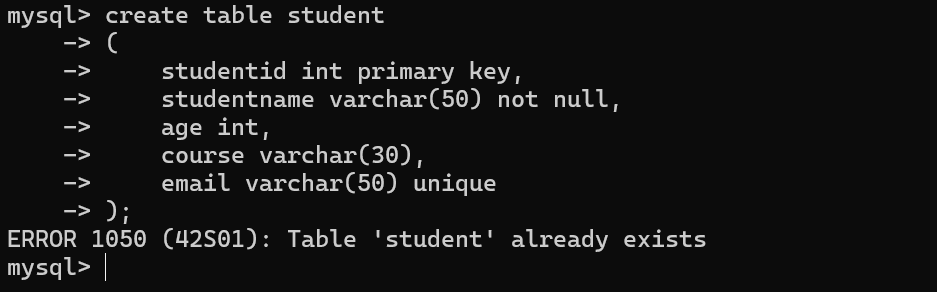 mysql> create table student
    -> (
    ->     studentid int primary key,
    ->     studentname varchar(50) not null,
    ->     age int,
    ->     course varchar(30),
    ->     email varchar(50) unique
    -> );
ERROR 1050 (42S01): Table 'student' already exists
mysql>